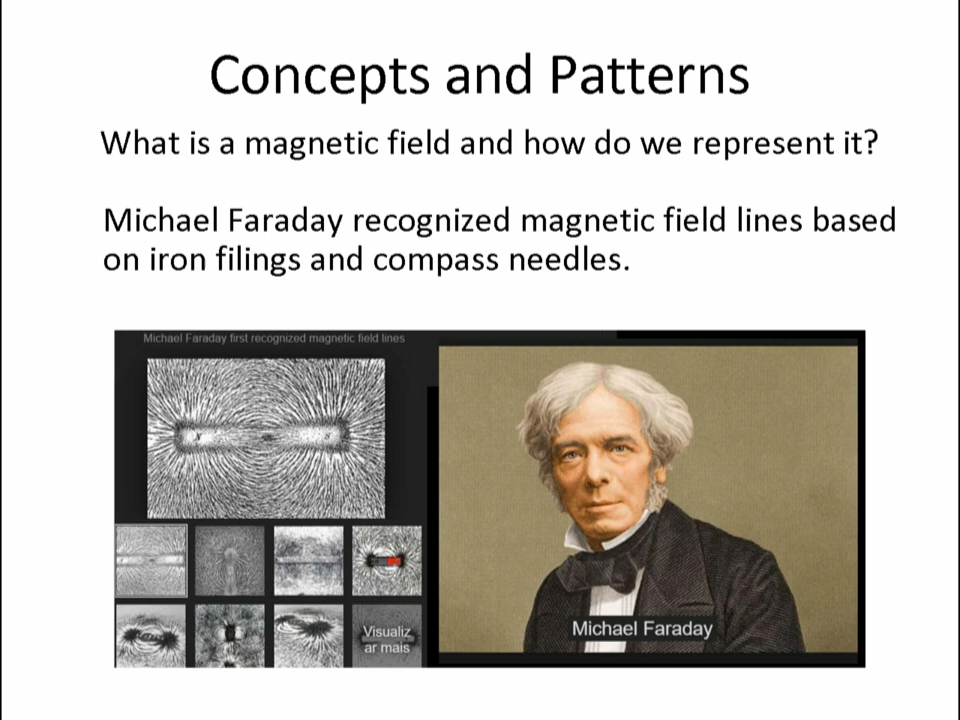 Concepts and Patterns
What is a magnetic field and how do we represent it?
Michael Faraday recognized magnetic field lines based
on iron filings and compass needles.
Michael Faraday first recognized magnetic field lines
Visualiz
ar mais
Michael Faraday